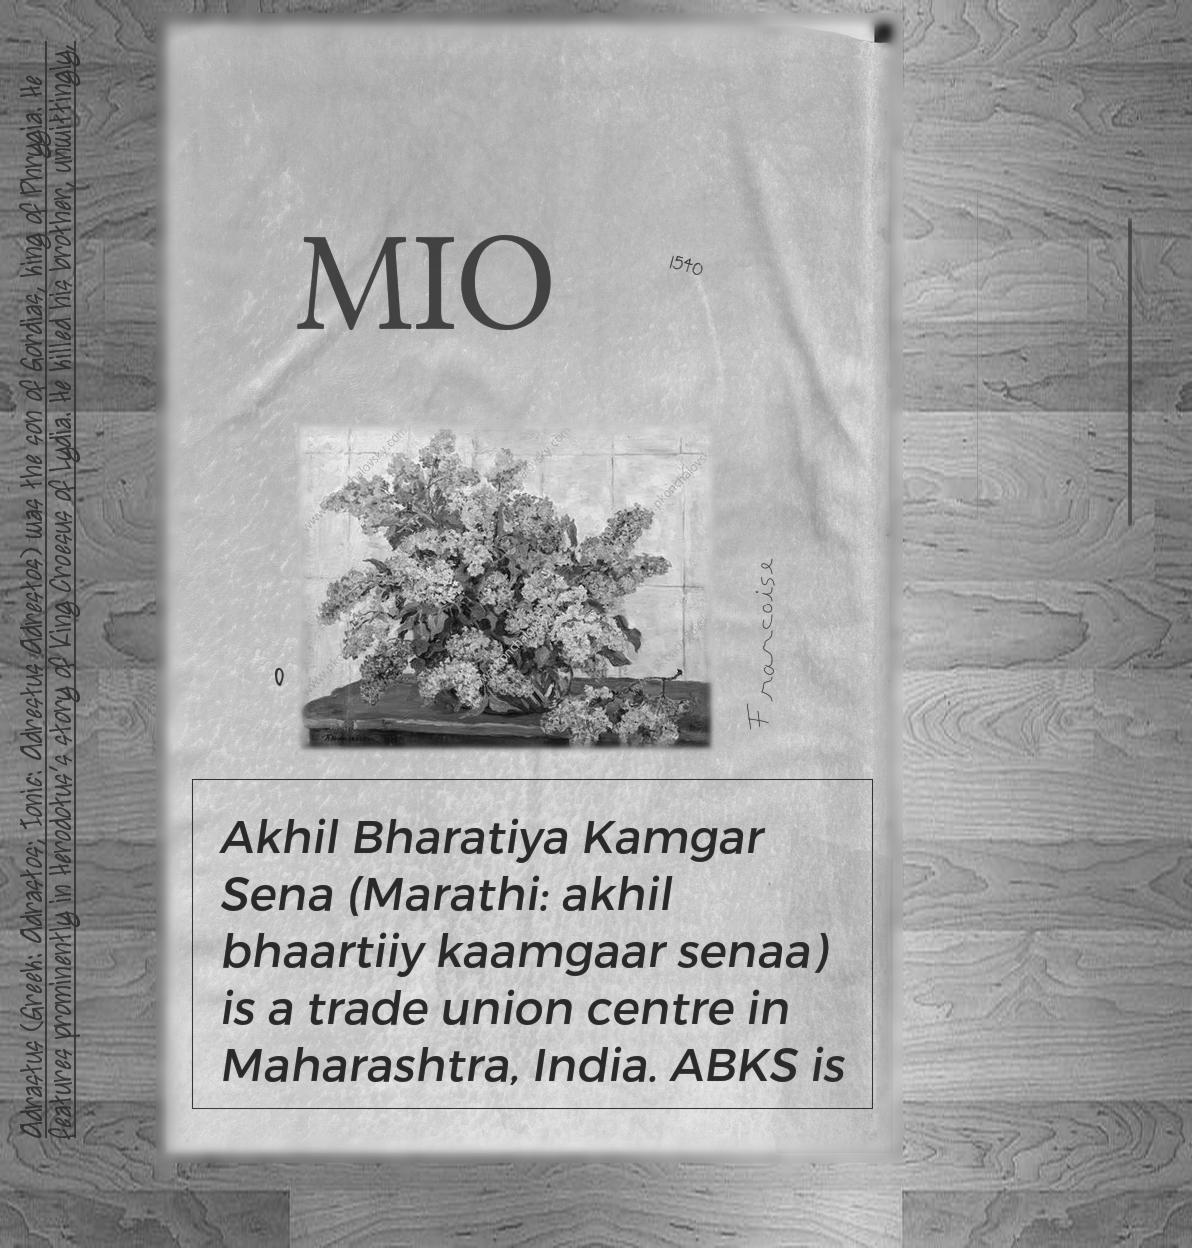 Adrastus (Greek: Adrastos; Ionic: Adrestus Adrestos) was the son of Gordias, king of Phrygia. He
features prominently in Herodotus's story of King Croesus of Lydia. He killed his brother, unwittingly,
MIO
1540
Francoise
0
Akhil Bharatiya Kamgar
Sena (Marathi: akhil
bhaartiiy kaamgaar senaa)
is a trade union centre in
Maharashtra, India. ABKS is